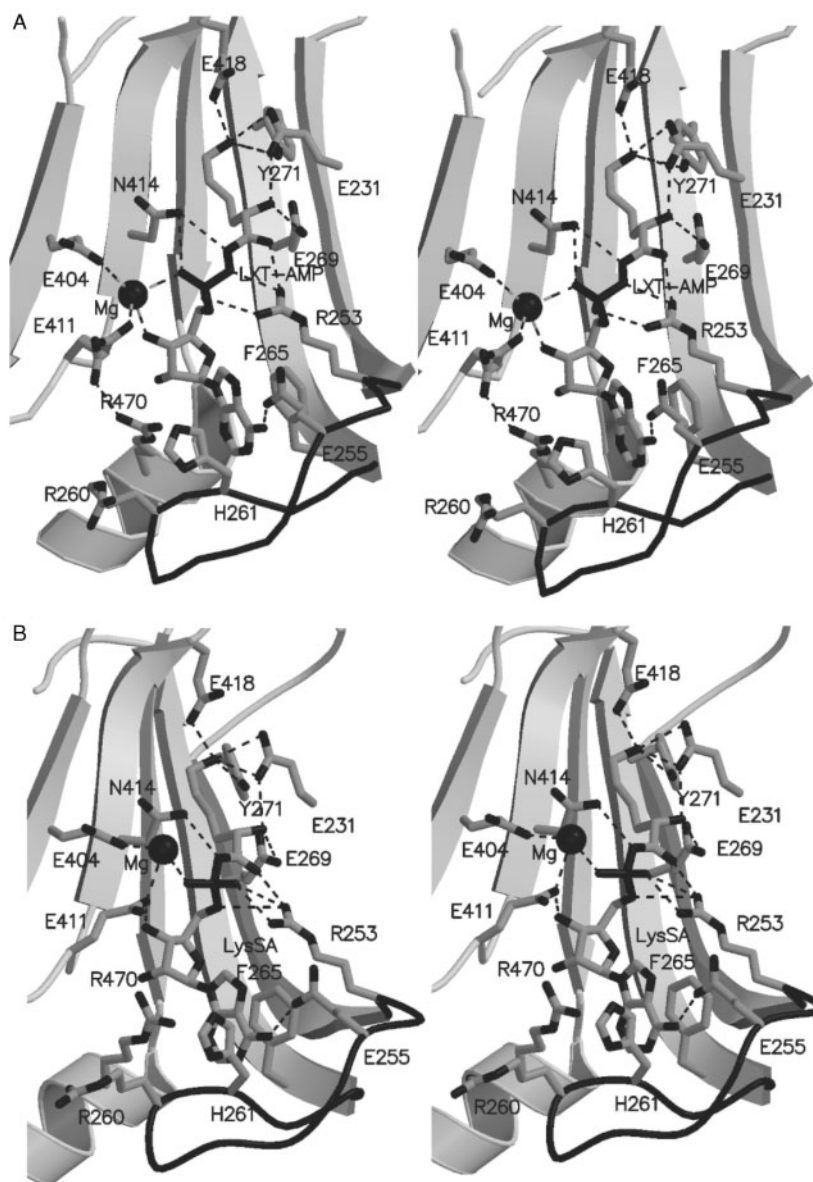 A
E418
Y271
E231
N414
E269
E404
LXT–AMP
Mg
R253
E411
F265
R470
E255
R260
H261
E418
Y271
E231
N414
E269
E404
LXT–AMP
Mg
R253
E411
F265
R470
E255
R260
H261
B
E418
N414
Y271
E231
E404
Mg
E269
E411
R253
LysSA
R470
F265
E255
R260
H261
E418
N414
Y271
E231
E404
Mg
E269
E411
R253
LysSA
R470
F265
E255
R260
H261